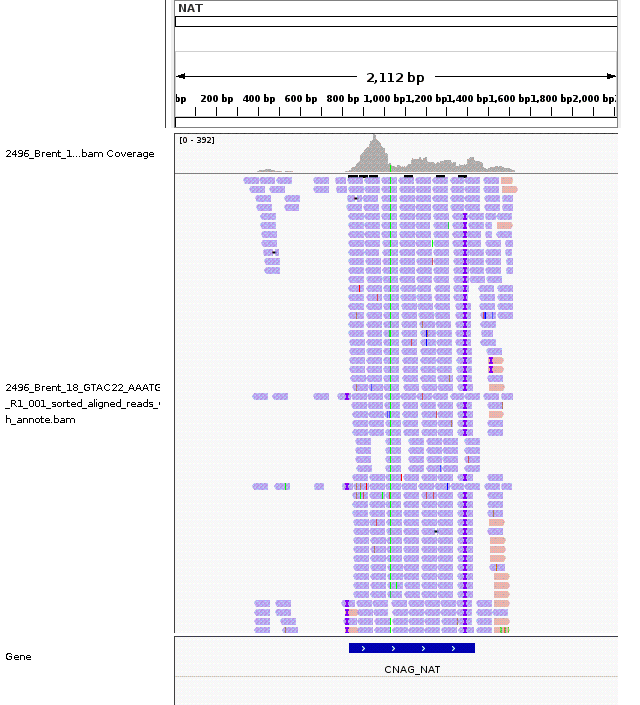 NAT
2,112 bp
bp 200 bp 400 bp 600 bp 800 bp 1,000 bp 1,200 bp 1,400 bp 1,600 bp 1,800 bp 2,000 bp
[0 - 392]
2496_Brent_1...bam Coverage
2496_Brent_18_GTAC22_AAATG
_R1_001_sorted_aligned_reads_
h_annote.bam
Gene
CNAG_NAT